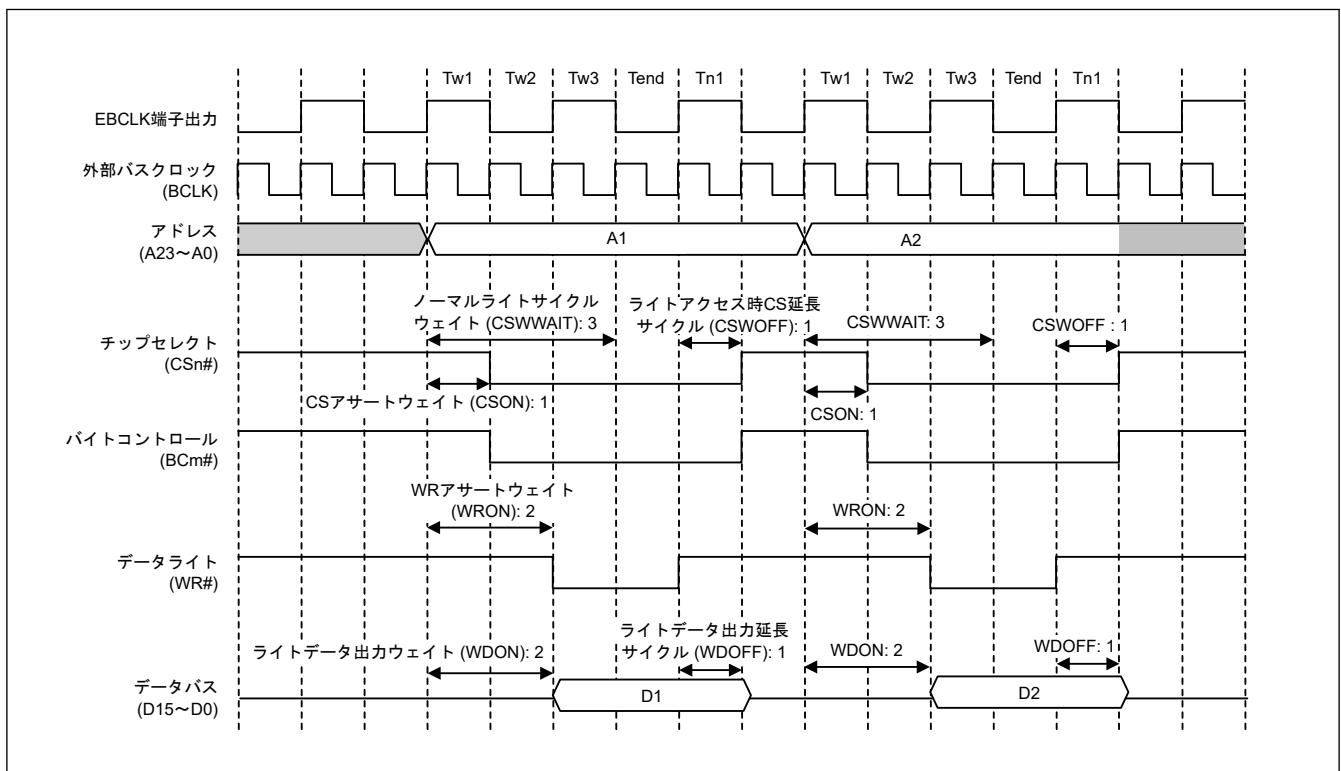 Tw1 Tw2 Tw3 Tend Tn1 Tw1 Tw2 Tw3 Tend Tn1
EBCLK端子出力
外部バスクロック
(BCLK)
アドレス
(A23～A0)
A1
A2
ノーマルライトサイクル
ウェイト (CSWWAIT): 3
ライトアクセス時CS延長
サイクル (CSWOFF): 1
CSWWAIT: 3
CSWOFF : 1
チップセレクト
(CSn#)
CSアサートウェイト (CSON): 1
CSON: 1
バイトコントロール
(BCm#)
WRアサートウェイト
(WRON): 2
WRON: 2
データライト
(WR#)
ライトデータ出力ウェイト (WDON): 2
ライトデータ出力延長
サイクル (WDOFF): 1
WDON: 2
WDOFF: 1
データバス
(D15～D0)
D1
D2